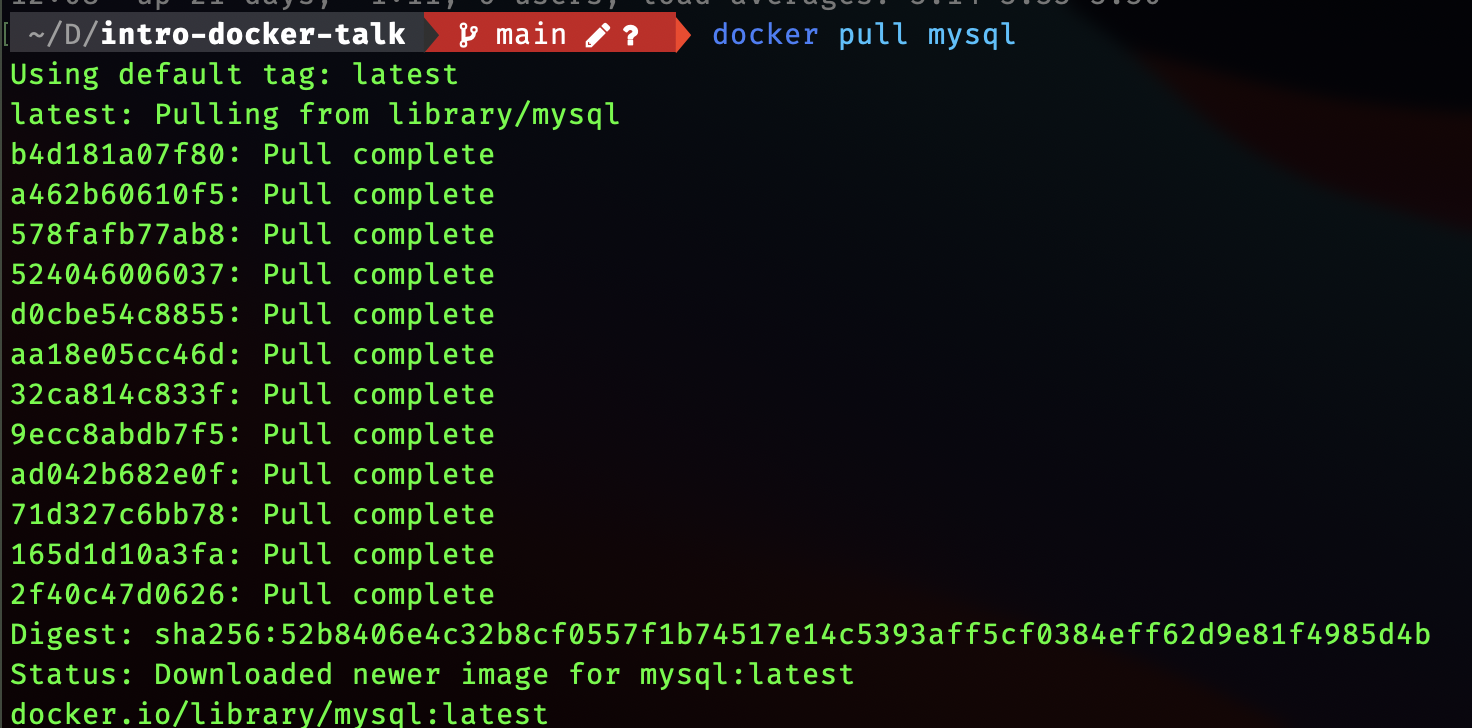 ~/D/intro-docker-talk main ? docker pull mysql
Using default tag: latest
latest: Pulling from library/mysql
b4d181a07f80: Pull complete
a462b60610f5: Pull complete
578fafb77ab8: Pull complete
524046006037: Pull complete
d0cbe54c8855: Pull complete
aa18e05cc46d: Pull complete
32ca814c833f: Pull complete
9ecc8abdb7f5: Pull complete
ad042b682e0f: Pull complete
71d327c6bb78: Pull complete
165d1d10a3fa: Pull complete
2f40c47d0626: Pull complete
Digest: sha256:52b8406e4c32b8cf0557f1b74517e14c5393aff5cf0384eff62d9e81f4985d4b
Status: Downloaded newer image for mysql:latest
docker.io/library/mysql:latest